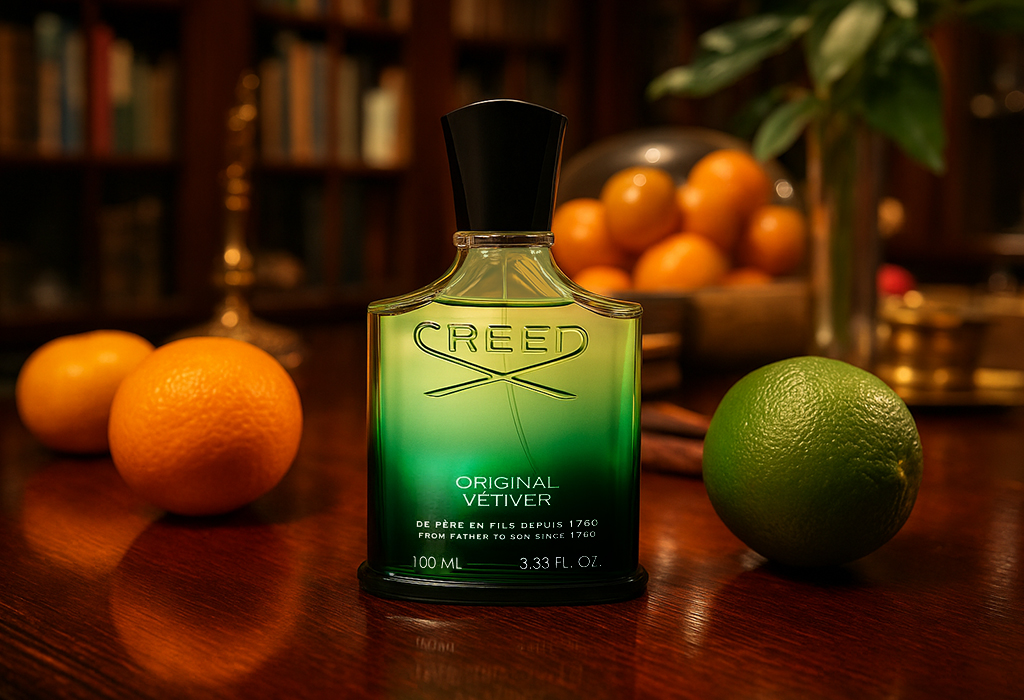 CREED
ORIGINAL
VÉTIVER
DE PÈRE EN FILS DEPUIS 1760
FROM FATHER TO SON SINCE 1760
100 ML 3.33 FL. OZ.